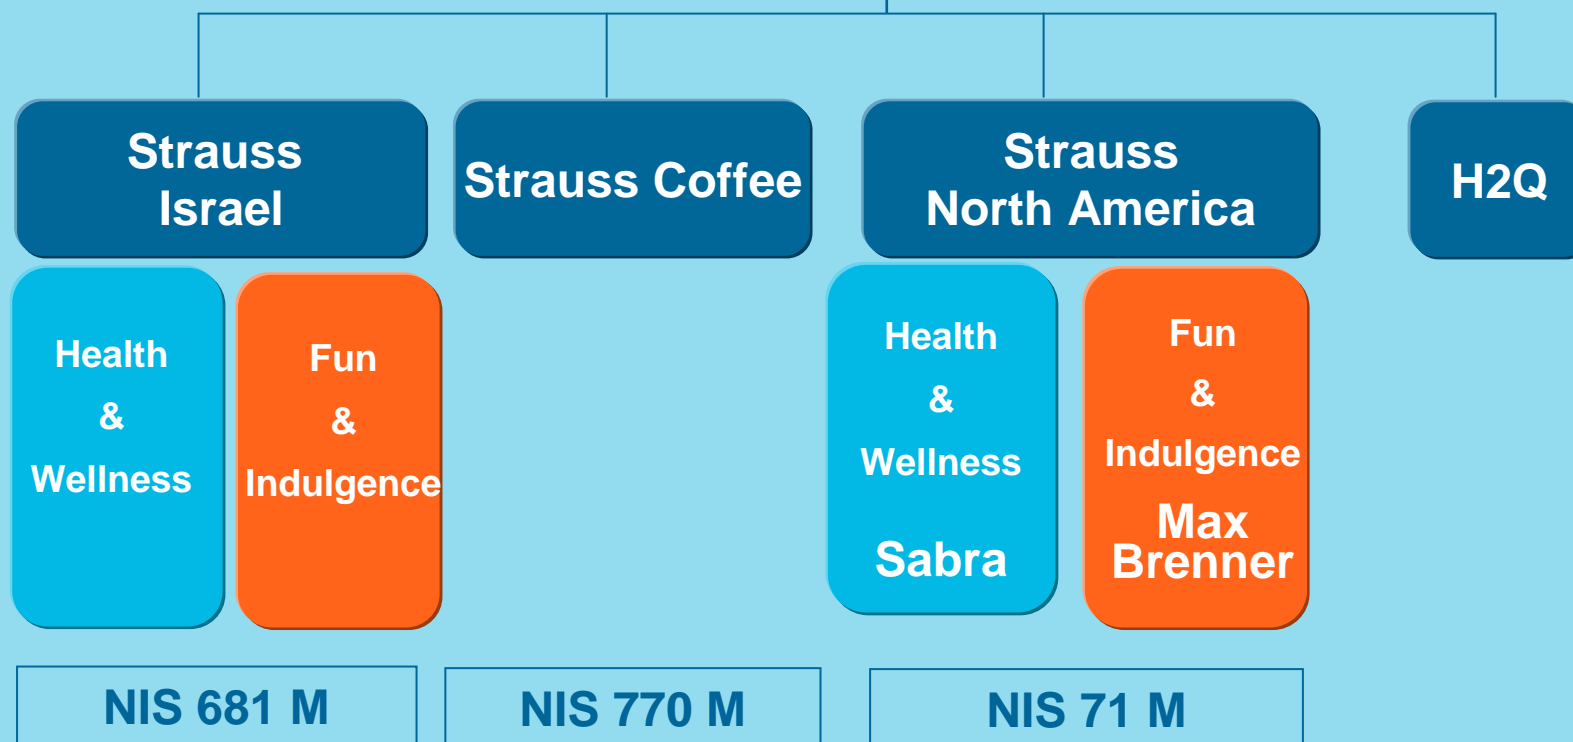 Strauss
Israel
Strauss Coffee
Strauss
North America
H2Q
Health
&
Wellness
Fun
&
Indulgence
Health
&
Wellness
Sabra
Fun
&
Indulgence
Max
Brenner
NIS 681 M
NIS 770 M
NIS 71 M